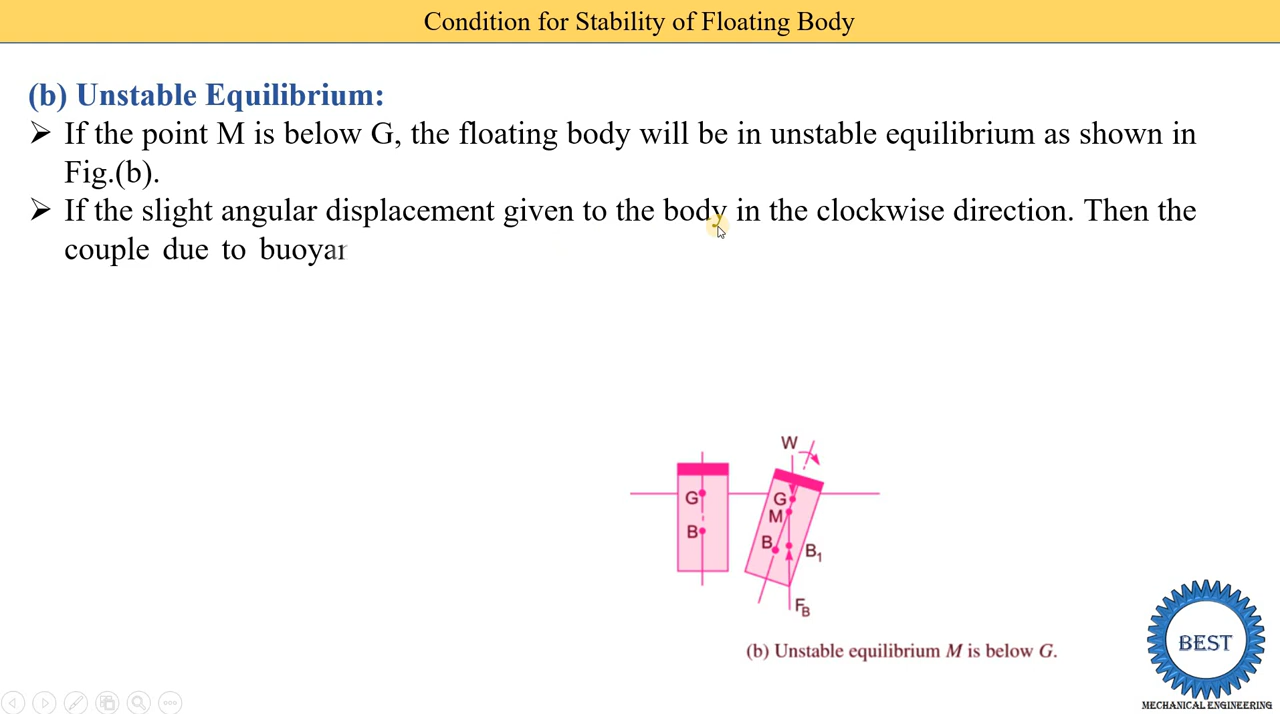 Condition for Stability of Floating Body
(b) Unstable Equilibrium:
➤ If the point M is below G, the floating body will be in unstable equilibrium as shown in
Fig.(b).
➤ If the slight angular displacement given to the body in the clockwise direction. Then the
couple due to buoyar
W
G
B
G
M
B
B1
FB
(b) Unstable equilibrium M is below G.
BEST
MECHANICAL ENGINEERING